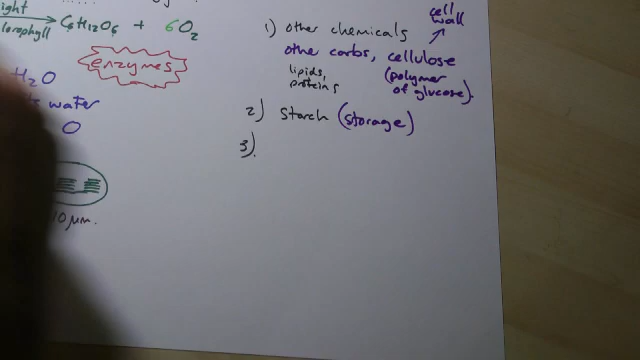 ight
lorophyll
C6H12O6 + 6O2
enzymes
H2O
water
O
10 μm.
cell
wall
1) other chemicals
other carbs, cellulose
lipids,
proteins
(polymer
of glucose).
2) Starch (storage)
3).